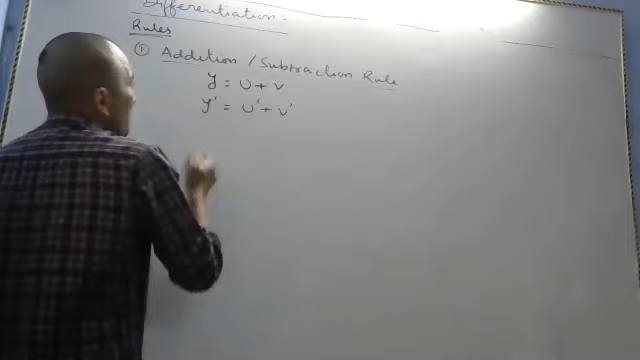 Differentiation:-
Rules
① Addition / Subtraction Rule
y = u + v
y' = u' + v'